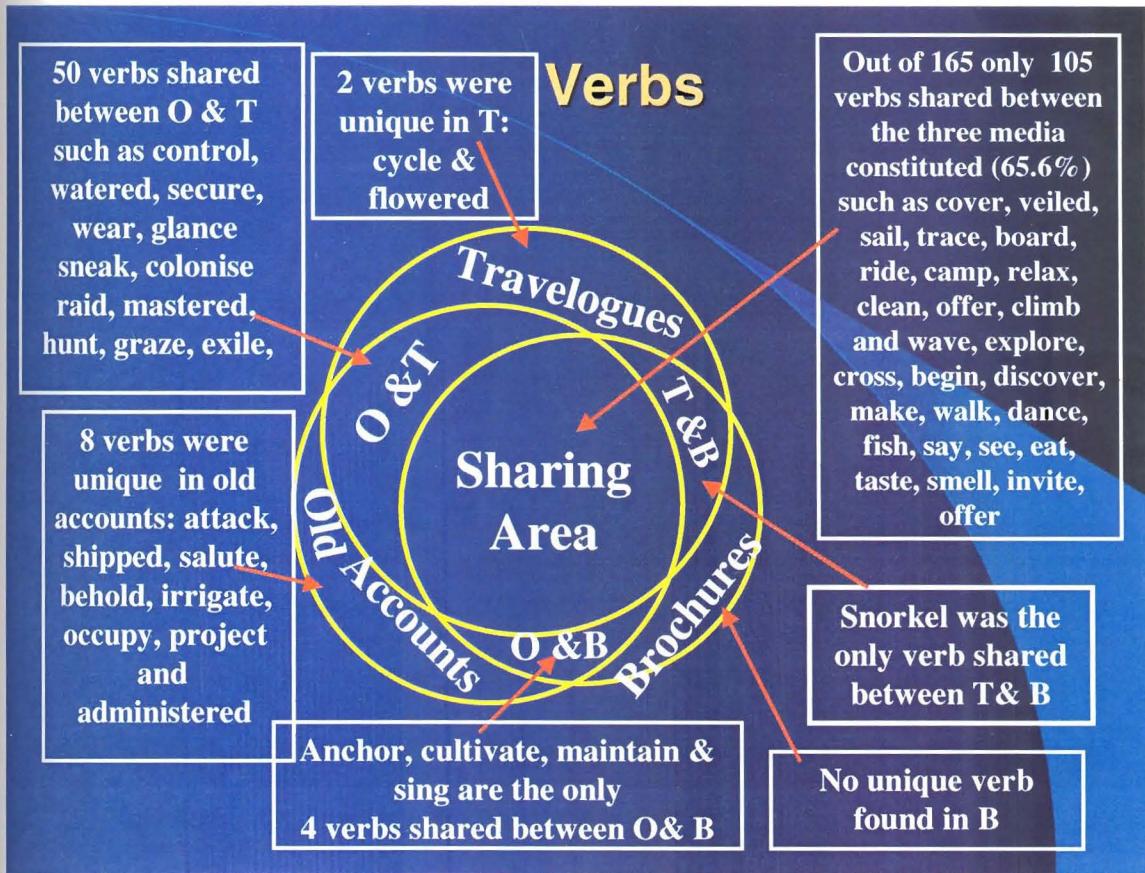 Verbs
50 verbs shared
between O & T
such as control,
watered, secure,
wear, glance
sneak, colonise
raid, mastered,
hunt, graze, exile,
2 verbs were
unique in T:
cycle &
flowered
Out of 165 only 105
verbs shared between
the three media
constituted (65.6%)
such as cover, veiled,
sail, trace, board,
ride, camp, relax,
clean, offer, climb
and wave, explore,
cross, begin, discover,
make, walk, dance,
fish, say, see, eat,
taste, smell, invite,
offer
Travelogues
O &T
T &B
Sharing
Area
Old Accounts
O &B
Brochures
8 verbs were
unique in old
accounts: attack,
shipped, salute,
behold, irrigate,
occupy, project
and
administered
Snorkel was the
only verb shared
between T& B
Anchor, cultivate, maintain &
sing are the only
4 verbs shared between O& B
No unique verb
found in B